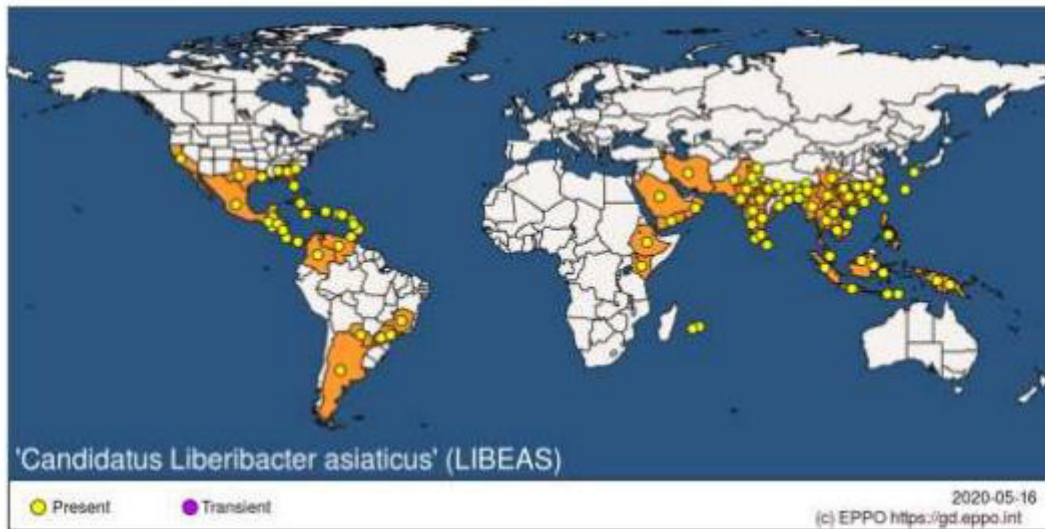 'Candidatus Liberibacter asiaticus' (LIBEAS)
Present
Transient
2020-05-16
(c) EPPO https://gd.eppo.int